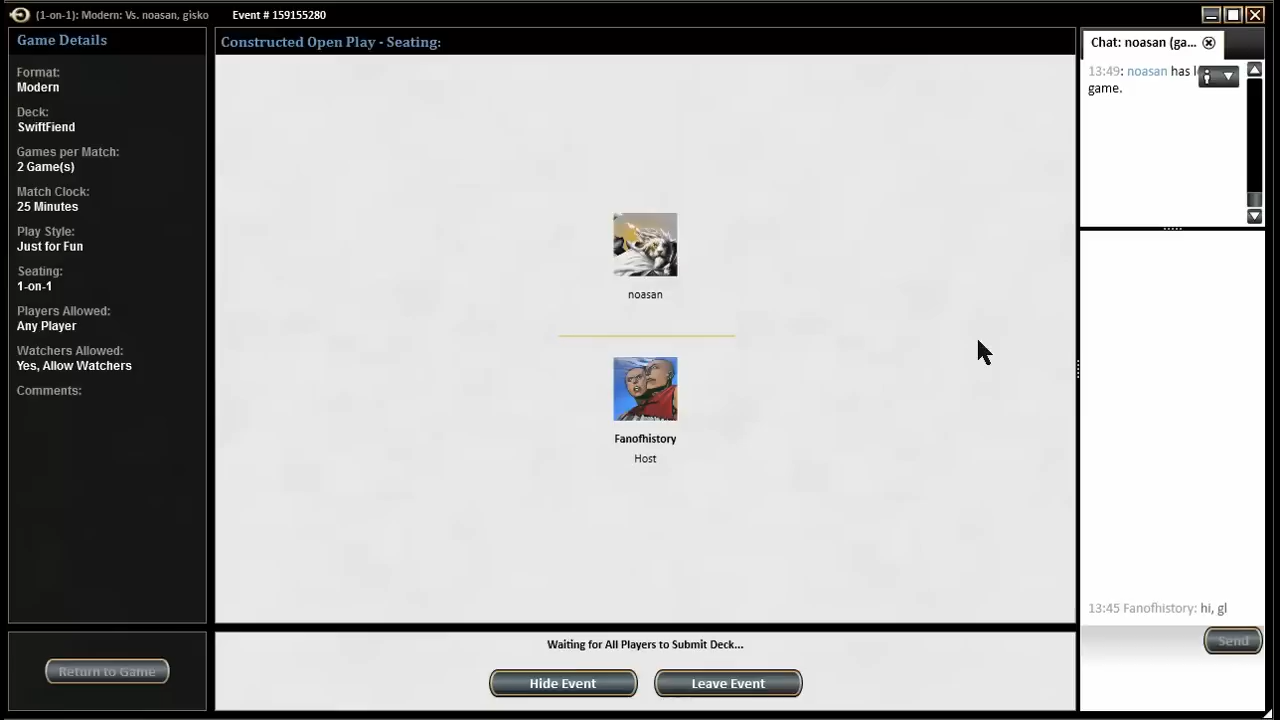 (1-on-1): Modern: Vs. noasan, gisko
Event # 159155280
Game Details
Format:
Modern
Deck:
SwiftFiend
Games per Match:
2 Game(s)
Match Clock:
25 Minutes
Play Style:
Just for Fun
Seating:
1-on-1
Players Allowed:
Any Player
Watchers Allowed:
Yes, Allow Watchers
Comments:
Return to Game
Constructed Open Play - Seating:
noasan
Fanofhistory
Host
Waiting for All Players to Submit Deck...
Hide Event
Leave Event
Chat: noasan (ga...
13:49: noasan has
game.
13:45 Fanofhistory: hi, gl
Send